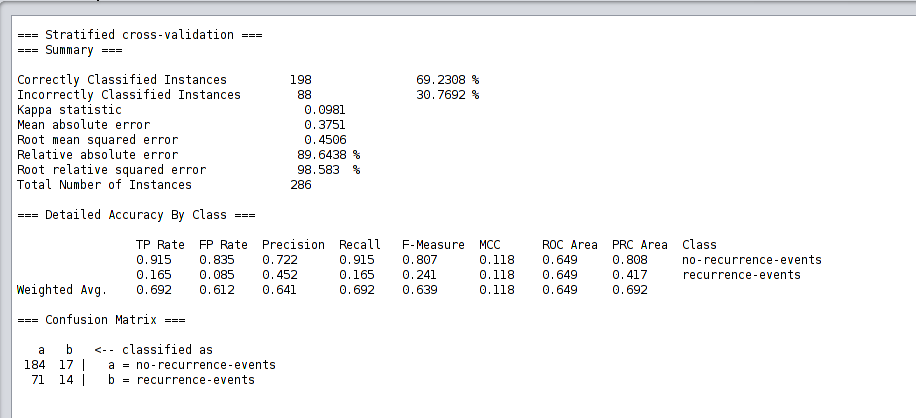 === Stratified cross-validation ===
=== Summary ===
Correctly Classified Instances 198 69.2308 %
Incorrectly Classified Instances 88 30.7692 %
Kappa statistic 0.0981
Mean absolute error 0.3751
Root mean squared error 0.4506
Relative absolute error 89.6438 %
Root relative squared error 98.583 %
Total Number of Instances 286
=== Detailed Accuracy By Class ===
TP Rate FP Rate Precision Recall F-Measure MCC ROC Area PRC Area Class
0.915 0.835 0.722 0.915 0.807 0.118 0.649 0.808 no-recurrence-events
0.165 0.085 0.452 0.165 0.241 0.118 0.649 0.417 recurrence-events
Weighted Avg. 0.692 0.612 0.641 0.692 0.639 0.118 0.649 0.692
=== Confusion Matrix ===
a b <-- classified as
184 17 | a = no-recurrence-events
71 14 | b = recurrence-events